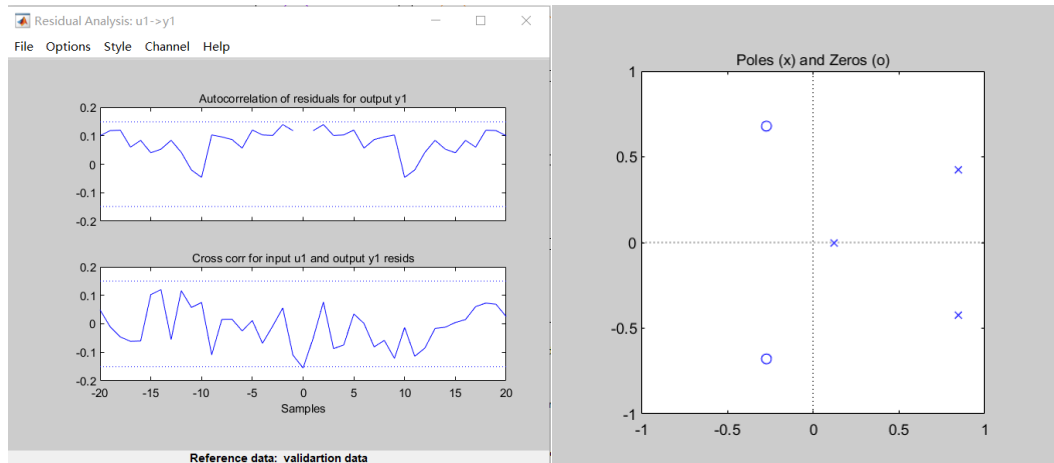 Residual Analysis: u1->y1
File Options Style Channel Help
Autocorrelation of residuals for output y1
0.2
0.1
0
-0.1
-0.2
Cross corr for input u1 and output y1 resids
0.2
0.1
0
-0.1
-0.2
-20 -15 -10 -5 0 5 10 15 20
Samples
Reference data: validartion data
Poles (x) and Zeros (o)
1
0.5
0
-0.5
-1
-1 -0.5 0 0.5 1